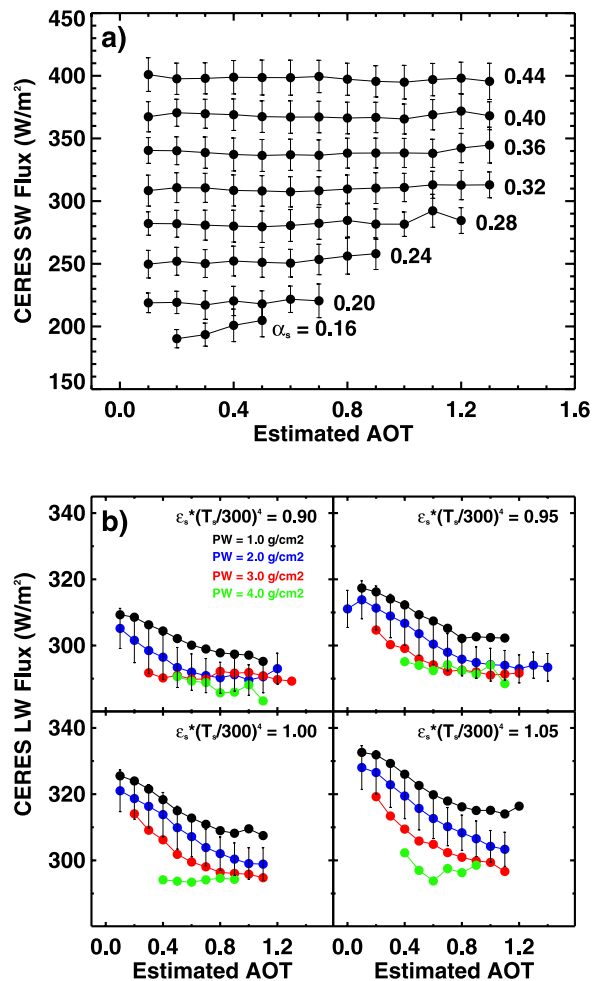 a)
CERES SW Flux (W/m²)
400
350
300
250
200
150
0.44
0.40
0.36
0.32
0.28
0.24
0.20
αs = 0.16
0.0 0.4 0.8 1.2 1.6
Estimated AOT
b)
CERES LW Flux (W/m²)
340
320
300
εs*(Ts/300)⁴ = 0.90
PW = 1.0 g/cm2
PW = 2.0 g/cm2
PW = 3.0 g/cm2
PW = 4.0 g/cm2
εs*(Ts/300)⁴ = 0.95
340
320
300
εs*(Ts/300)⁴ = 1.00
εs*(Ts/300)⁴ = 1.05
0.0 0.4 0.8 1.2
0.0 0.4 0.8 1.2
Estimated AOT
Estimated AOT